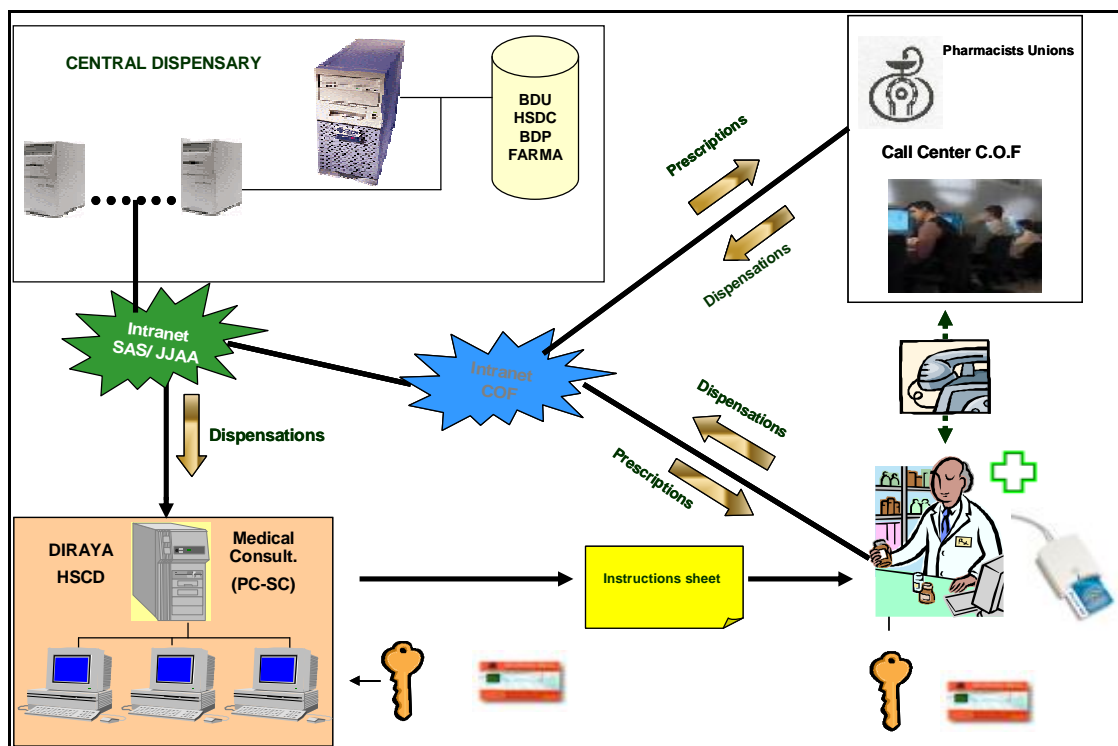 CENTRAL DISPENSARY
BDU
HSDC
BDP
FARMA
Pharmacists Unions
Call Center C.O.F
Prescriptions
Dispensations
Intranet
SAS/ JJAA
Intranet
COF
Dispensations
Dispensations
Prescriptions
DIRAYA
HSCD
Medical
Consult.
(PC-SC)
Instructions sheet